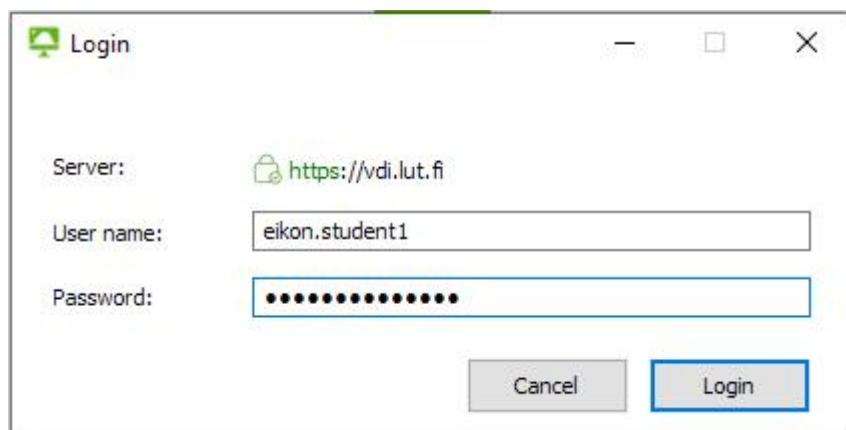 Login
Server: https://vdi.lut.fi
User name: eikon.student1
Password: ••••••••••••••
Cancel Login